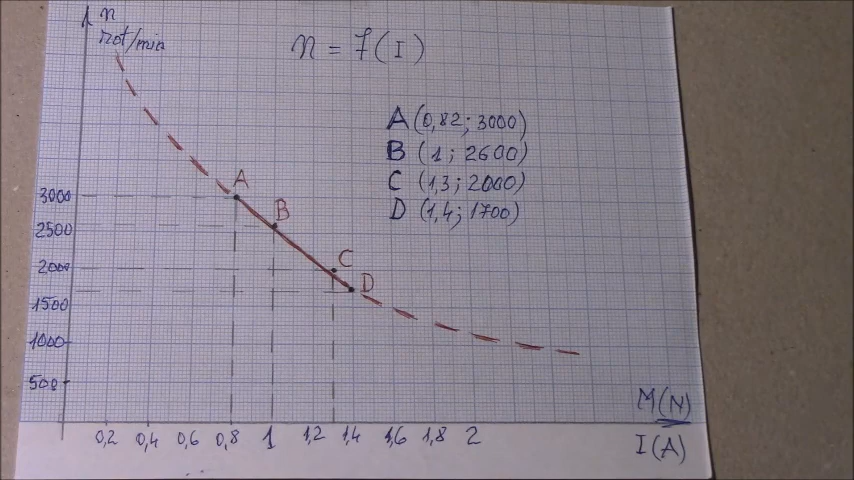 n
rot/min
n = f(I)
A (0,82; 3000)
B (1; 2600)
C (1,3; 2000)
D (1,4; 1700)
A
B
C
D
3000
2500
2000
1500
1000
500
M(N)
0,2 0,4 0,6 0,8 1 1,2 1,4 1,6 1,8 2 I(A)